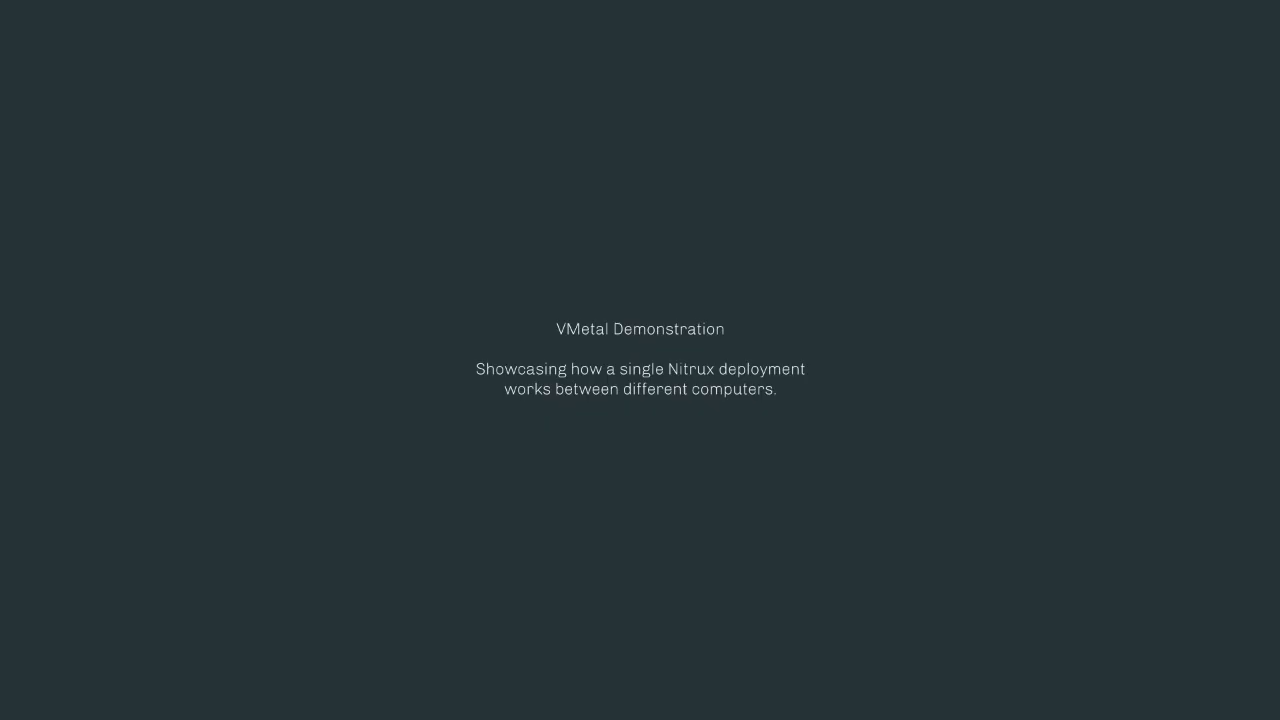 VMetal Demonstration
Showcasing how a single Nitrux deployment
works between different computers.